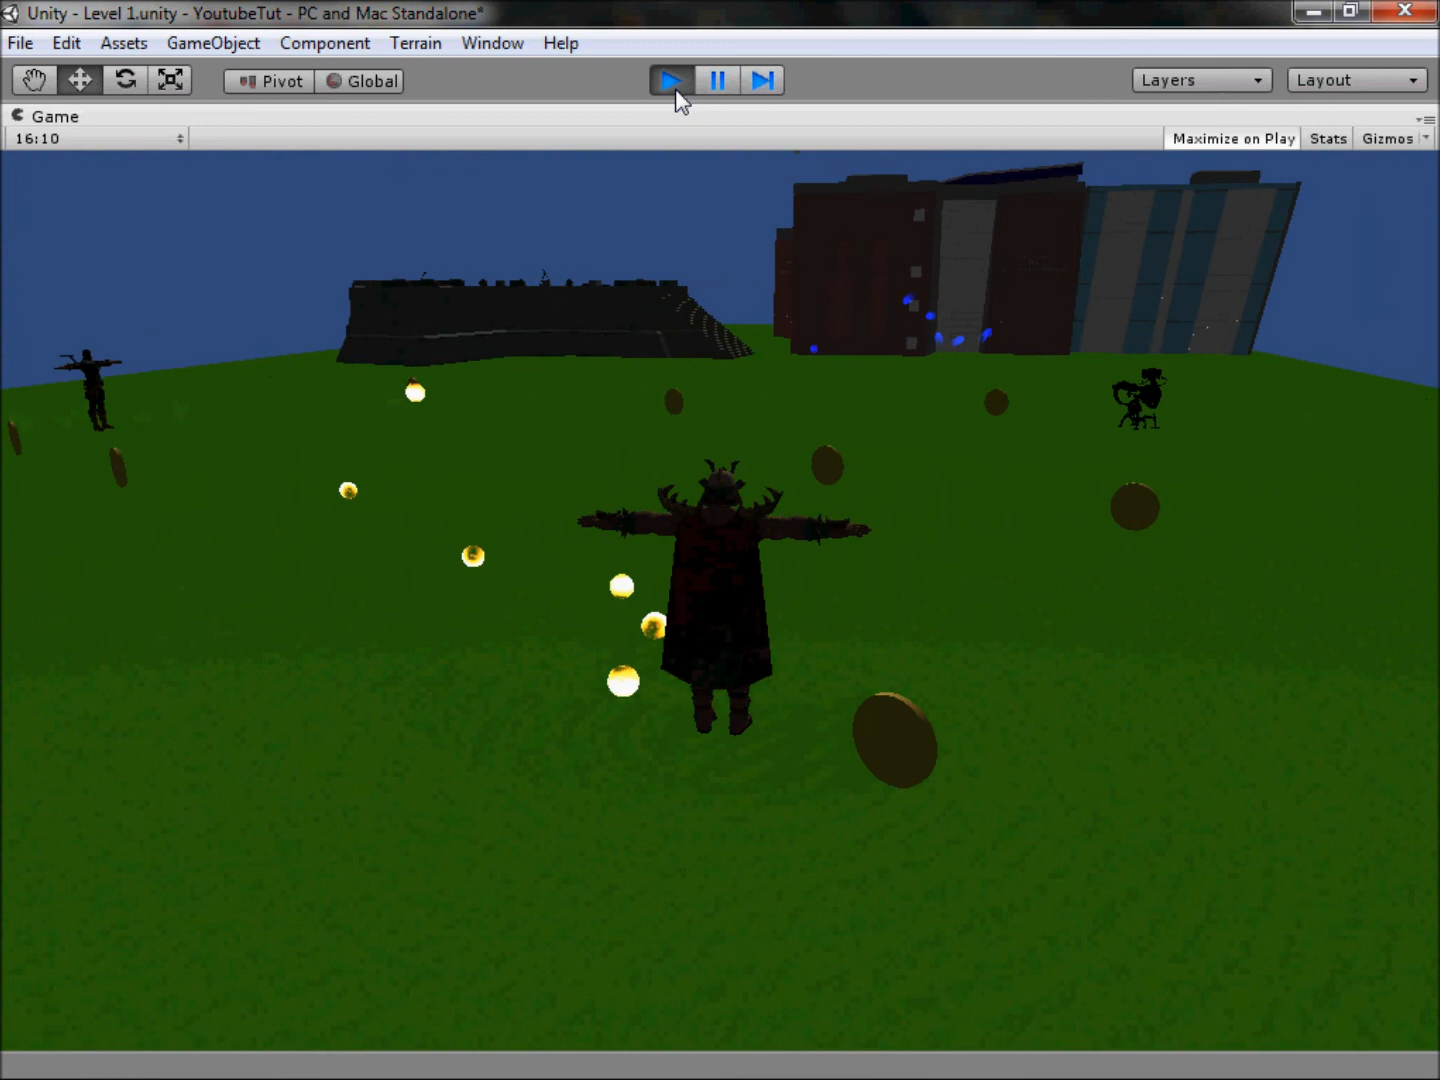 Unity - Level 1.unity - YoutubeTut - PC and Mac Standalone*
File Edit Assets GameObject Component Terrain Window Help
Pivot Global Layers Layout
Game
16:10 Maximize on Play Stats Gizmos